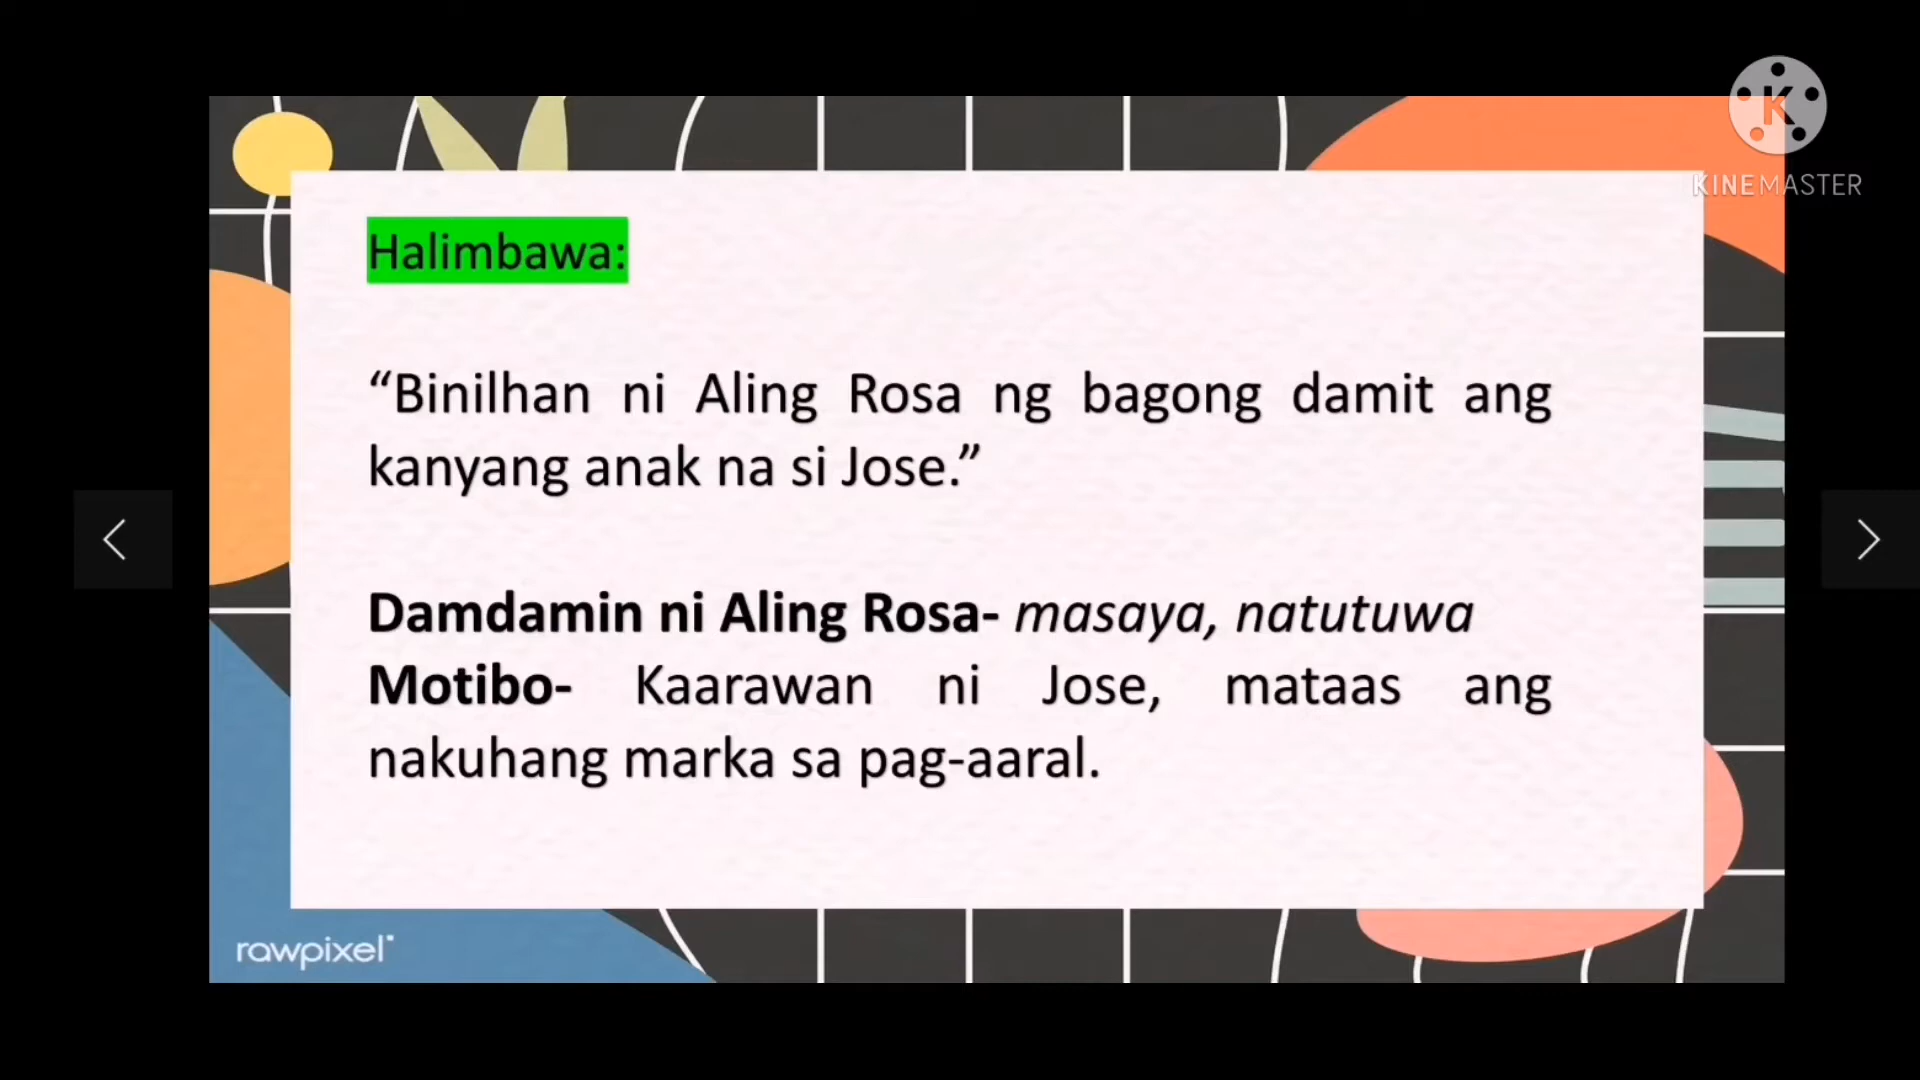 KINEMASTER
Halimbawa:
“Binilhan ni Aling Rosa ng bagong damit ang
kanyang anak na si Jose.”
Damdamin ni Aling Rosa- masaya, natutuwa
Motibo- Kaarawan ni Jose, mataas ang
nakuhang marka sa pag-aaral.
rawpixel